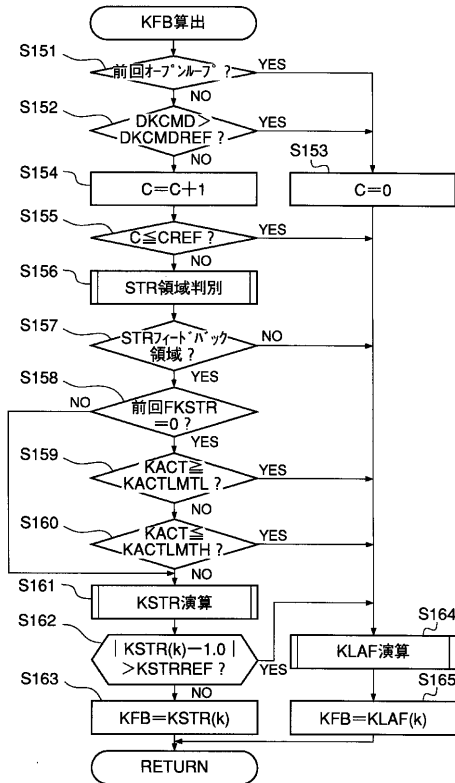 KFB算出
S151
前回オープンループ？
YES
NO
S152
DKCMD＞
DKCMDREF？
YES
NO
S153
C＝0
S154
C＝C＋1
S155
C≦CREF？
YES
NO
S156
STR領域判別
S157
STRフィードバック
領域？
NO
YES
S158
NO
前回FKSTR
＝0？
YES
S159
KACT≧
KACTLMTL？
YES
NO
S160
KACT≦
KACTLMTH？
YES
NO
S161
KSTR演算
S162
｜KSTR(k)－1.0｜
＞KSTRREF？
YES
NO
S164
KLAF演算
S163
KFB＝KSTR(k)
S165
KFB＝KLAF(k)
RETURN